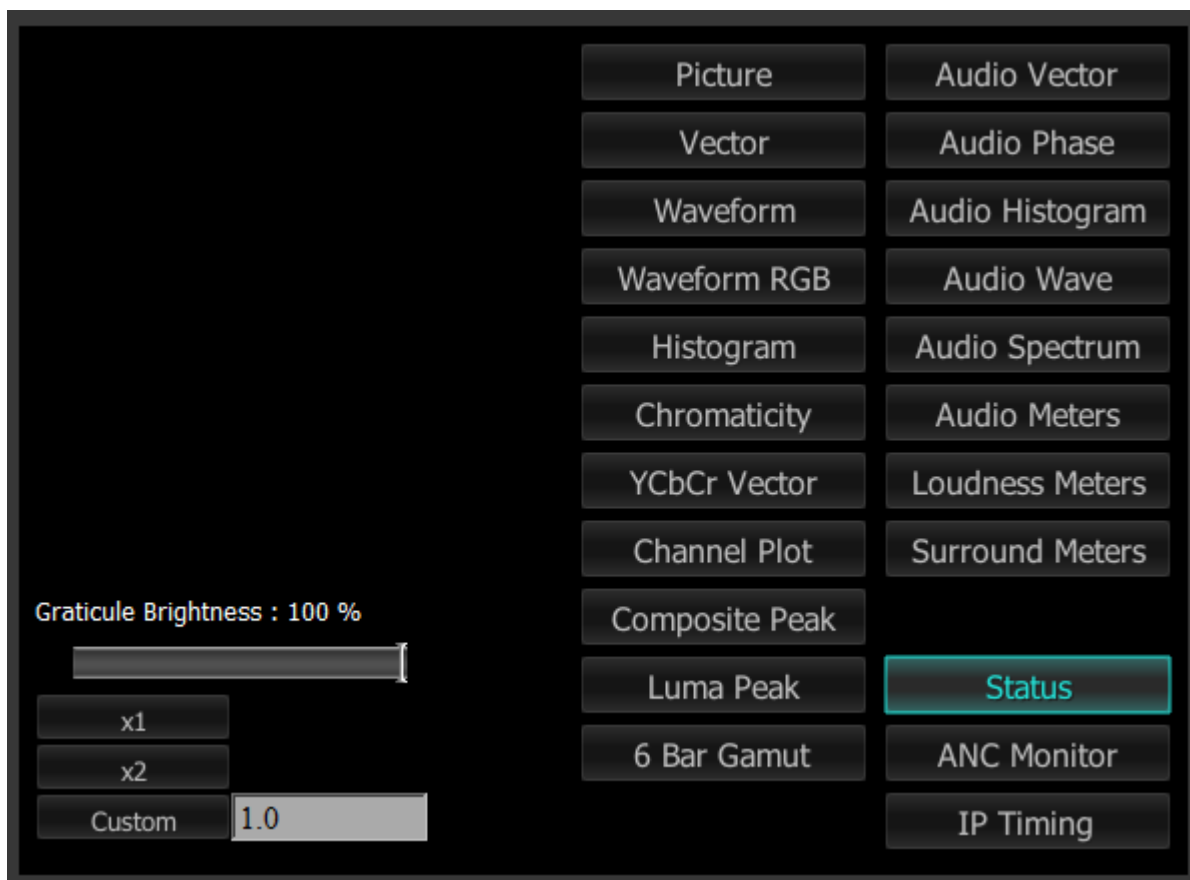 Picture
Audio Vector
Vector
Audio Phase
Waveform
Audio Histogram
Waveform RGB
Audio Wave
Histogram
Audio Spectrum
Chromaticity
Audio Meters
YCbCr Vector
Loudness Meters
Channel Plot
Surround Meters
Graticule Brightness : 100 %
Composite Peak
Luma Peak
Status
x1
6 Bar Gamut
ANC Monitor
x2
Custom
1.0
IP Timing